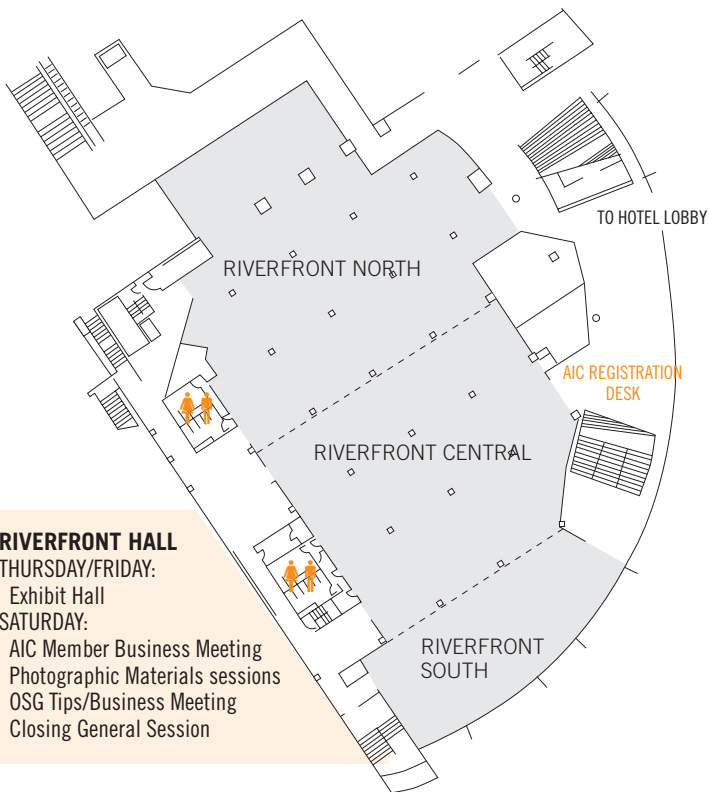 TO HOTEL LOBBY
RIVERFRONT NORTH
AIC REGISTRATION
DESK
RIVERFRONT CENTRAL
RIVERFRONT HALL
THURSDAY/FRIDAY:
Exhibit Hall
SATURDAY:
AIC Member Business Meeting
Photographic Materials sessions
OSG Tips/Business Meeting
Closing General Session
RIVERFRONT
SOUTH